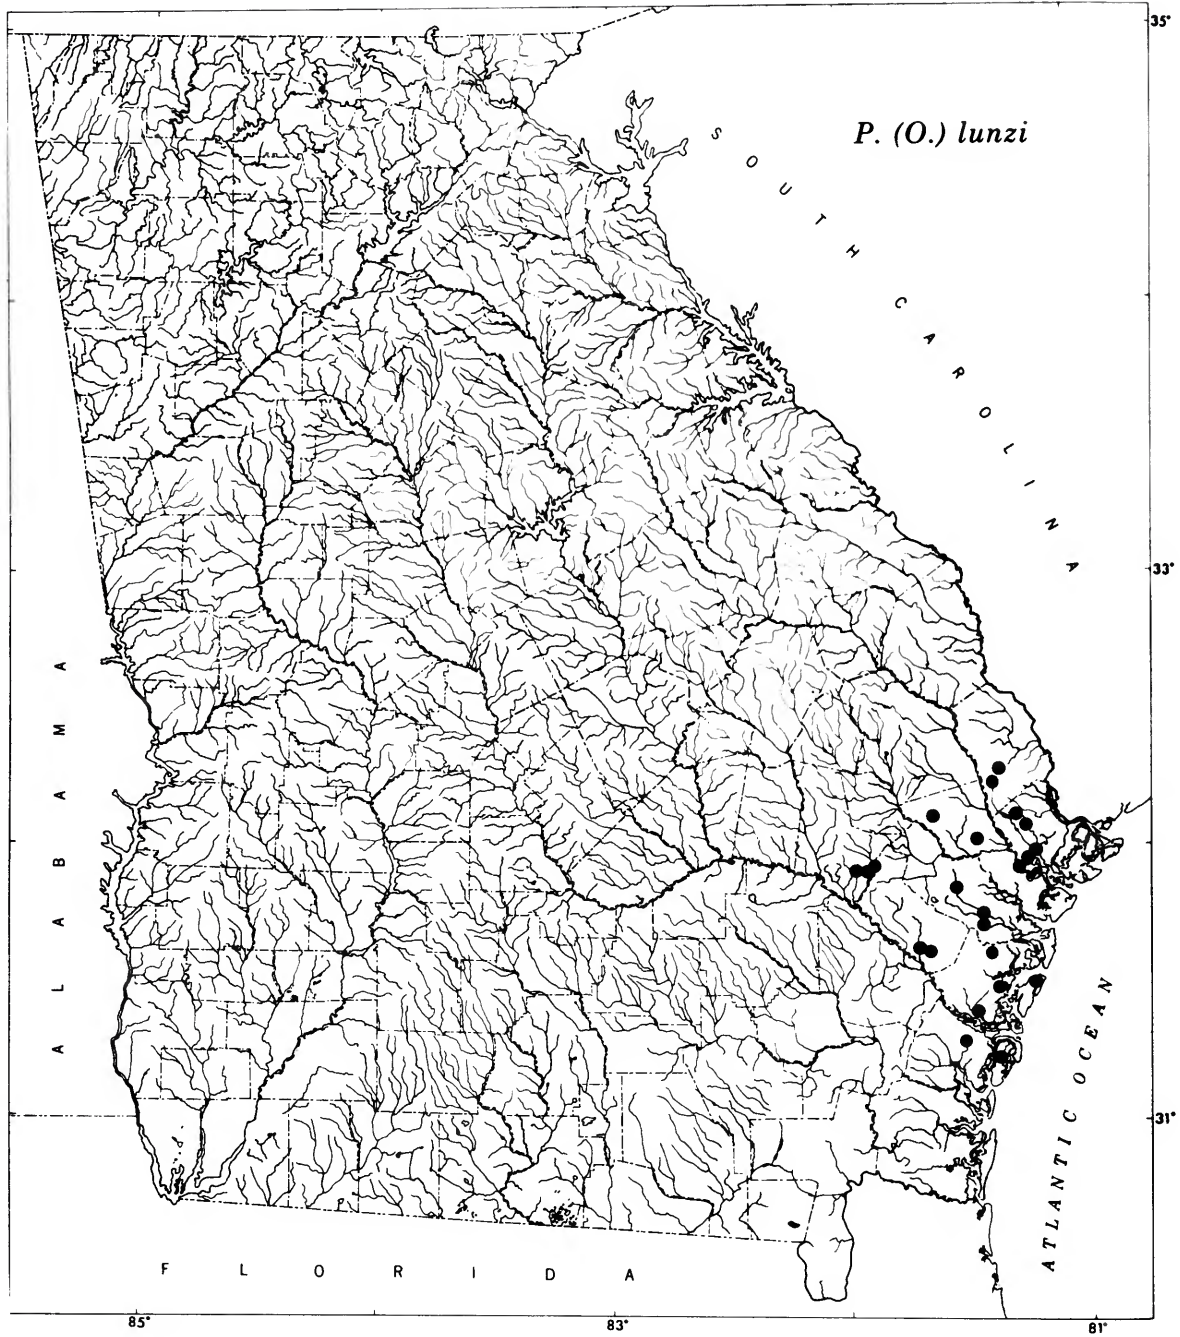 35°
P. (O.) lunzi
SOUTH CAROLINA
33°
ALABAMA
ATLANTIC OCEAN
31°
FLORIDA
85°
83°
81°